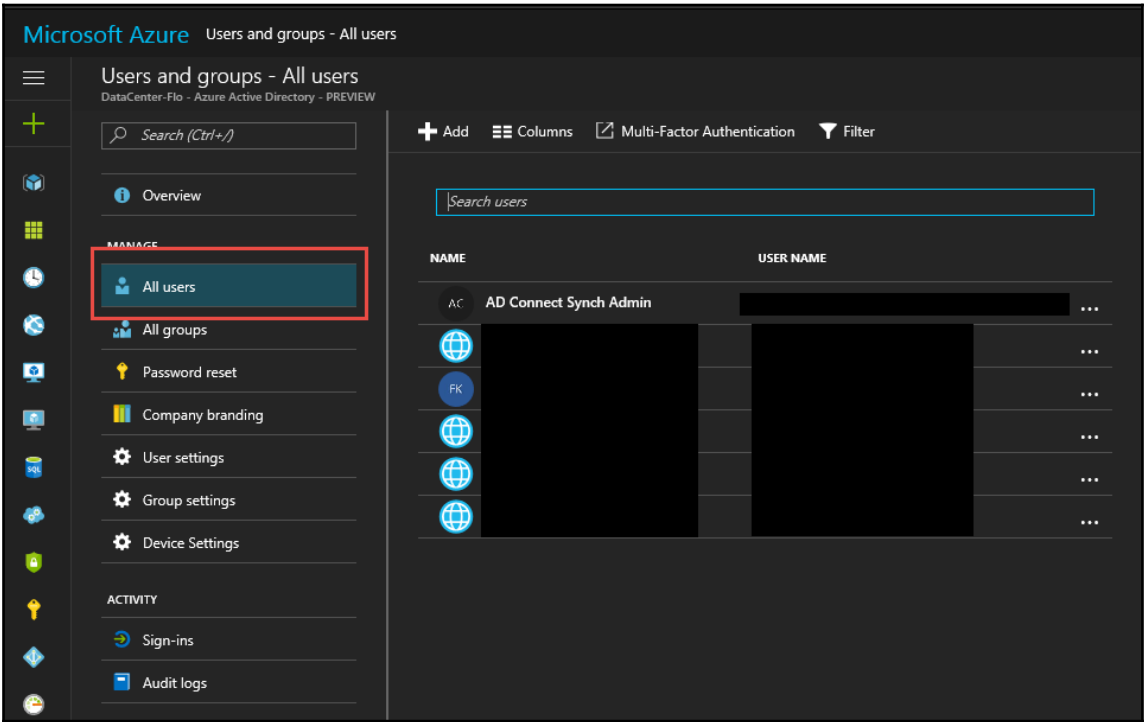 Microsoft Azure Users and groups - All users
Users and groups - All users
DataCenter-Flo - Azure Active Directory - PREVIEW
Search (Ctrl+/)
Overview
MANAGE
All users
All groups
Password reset
Company branding
User settings
Group settings
Device Settings
ACTIVITY
Sign-ins
Audit logs
SQL
Add Columns Multi-Factor Authentication Filter
Search users
NAME USER NAME
AC AD Connect Synch Admin ...
...
FK ...
...
...
...